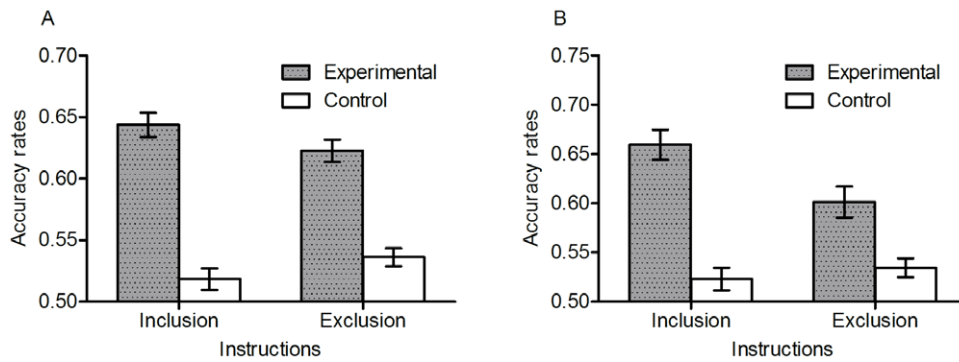 A
Accuracy rates
0.70
0.65
0.60
0.55
0.50
Experimental
Control
Inclusion
Exclusion
Instructions
B
Accuracy rates
0.75
0.70
0.65
0.60
0.55
0.50
Experimental
Control
Inclusion
Exclusion
Instructions